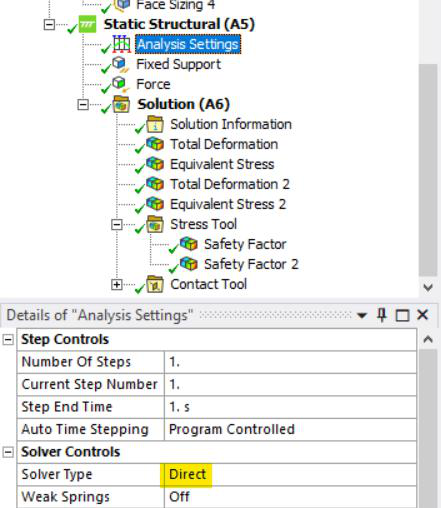 Face Sizing 4
Static Structural (A5)
Analysis Settings
Fixed Support
Force
Solution (A6)
Solution Information
Total Deformation
Equivalent Stress
Total Deformation 2
Equivalent Stress 2
Stress Tool
Safety Factor
Safety Factor 2
Contact Tool
Details of "Analysis Settings"
Step Controls
Number Of Steps 1.
Current Step Number 1.
Step End Time 1. s
Auto Time Stepping Program Controlled
Solver Controls
Solver Type Direct
Weak Springs Off